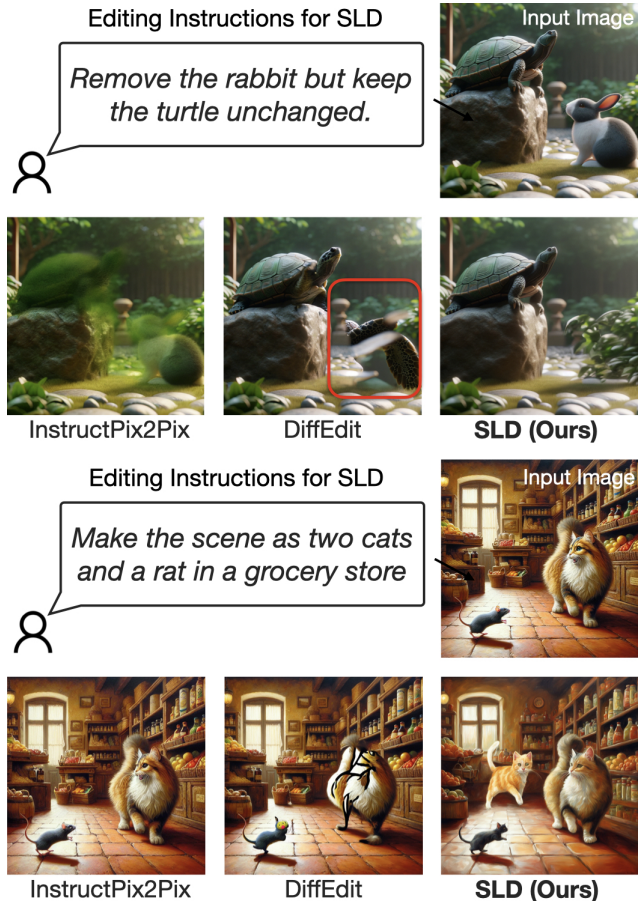 Editing Instructions for SLD
Input Image
Remove the rabbit but keep
the turtle unchanged.
InstructPix2Pix
DiffEdit
SLD (Ours)
Editing Instructions for SLD
Input Image
Make the scene as two cats
and a rat in a grocery store
InstructPix2Pix
DiffEdit
SLD (Ours)